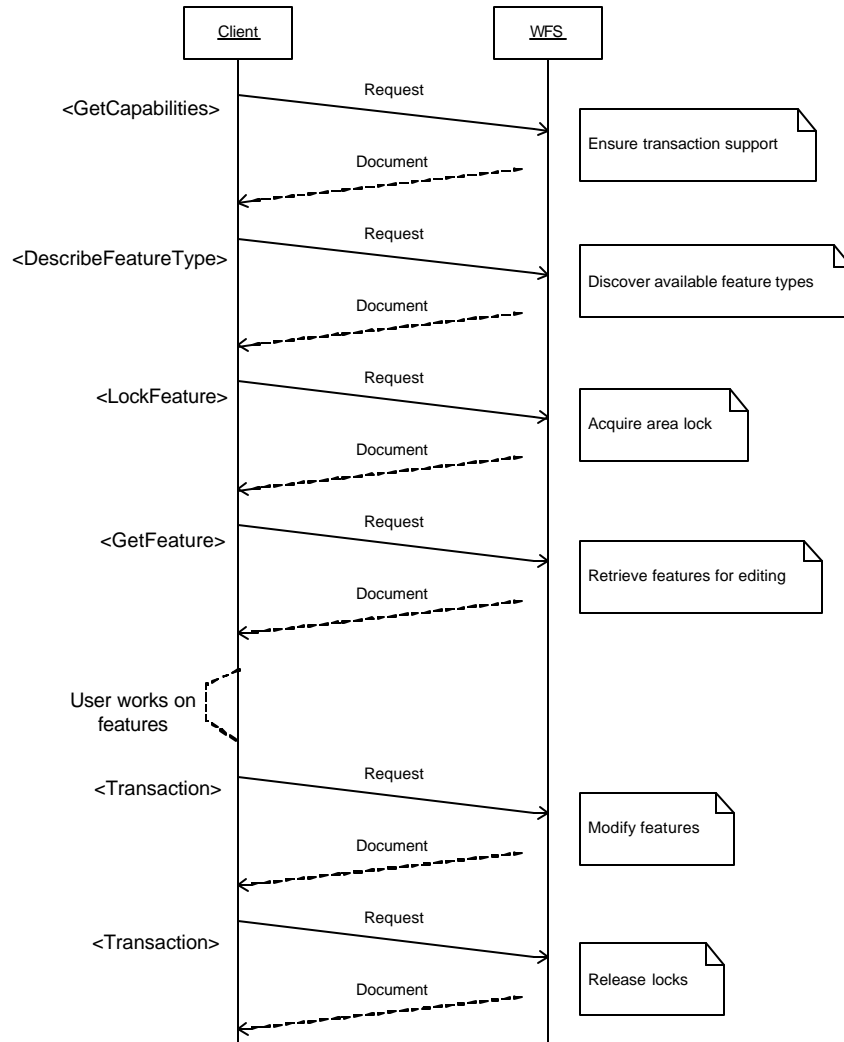 Client
WFS
<GetCapabilities>
Request
Ensure transaction support
Document
<DescribeFeatureType>
Request
Discover available feature types
Document
<LockFeature>
Request
Acquire area lock
Document
<GetFeature>
Request
Retrieve features for editing
Document
User works on
features
<Transaction>
Request
Modify features
Document
<Transaction>
Request
Release locks
Document